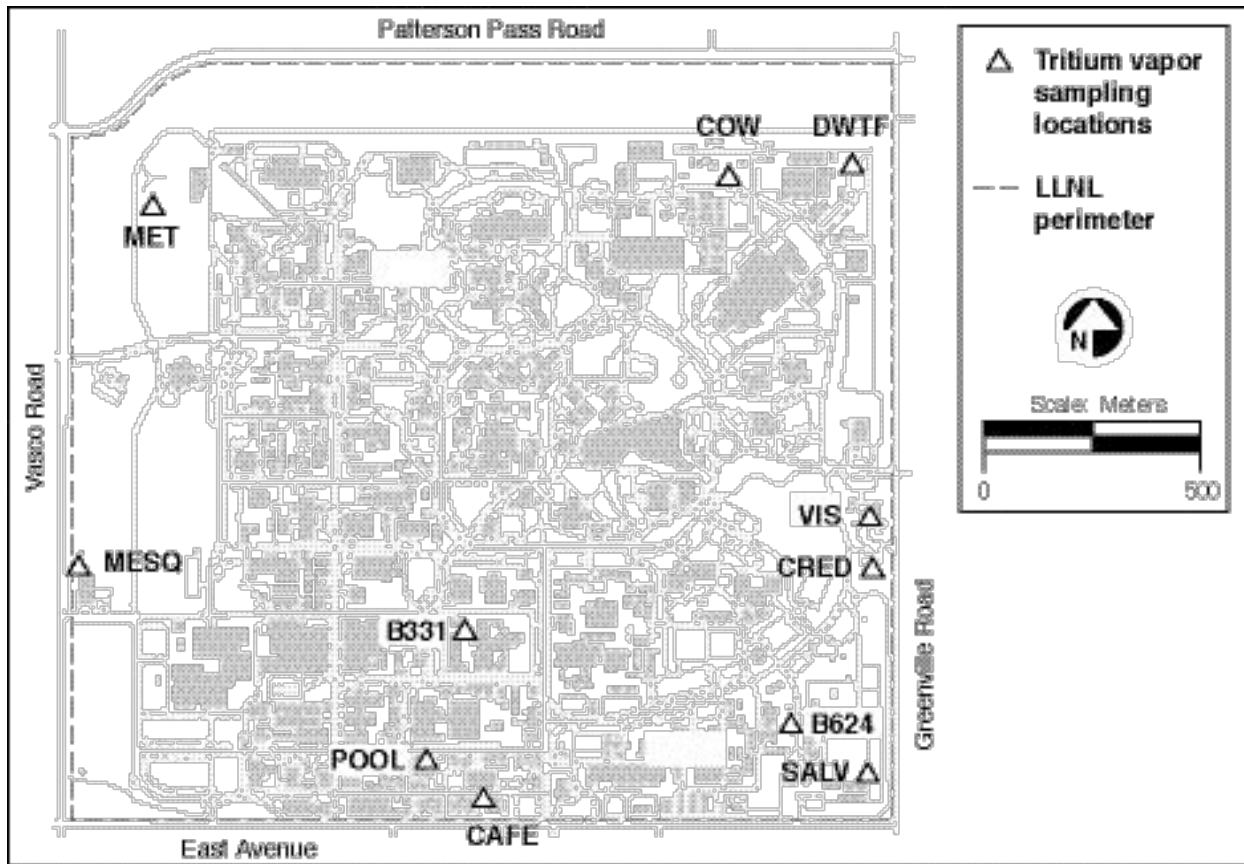 Patterson Pass Road
Tritium vapor
sampling
locations
COW
DWTF
LLNL
perimeter
MET
N
Scale: Meters
0
500
Vasco Road
VIS
MESQ
CRED
B331
Greenville Road
B624
POOL
SALV
CAFE
East Avenue